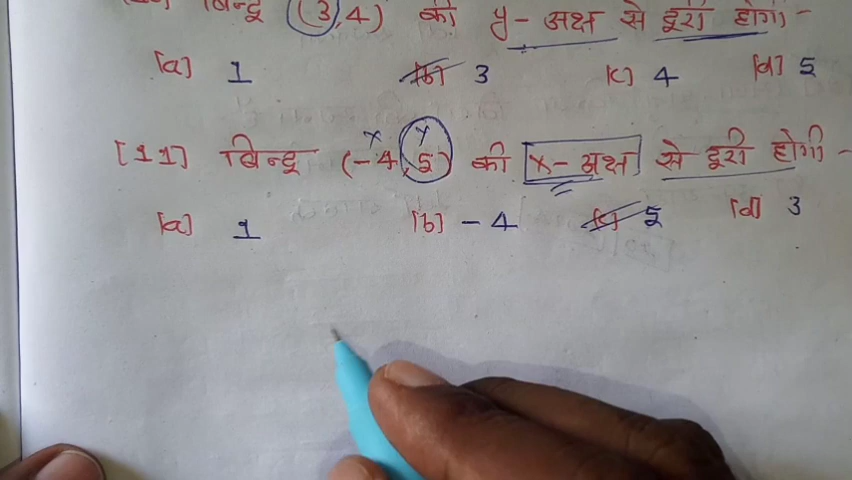 बिन्दू (3,4) की y- अक्ष से दूरी होगी -
[a] 1 [b] 3 [c] 4 [d] 5
x y
[11] बिन्दू (-4,5) की x- अक्ष से दूरी होगी -
[a] 1 [b] -4 [c] 5 [d] 3